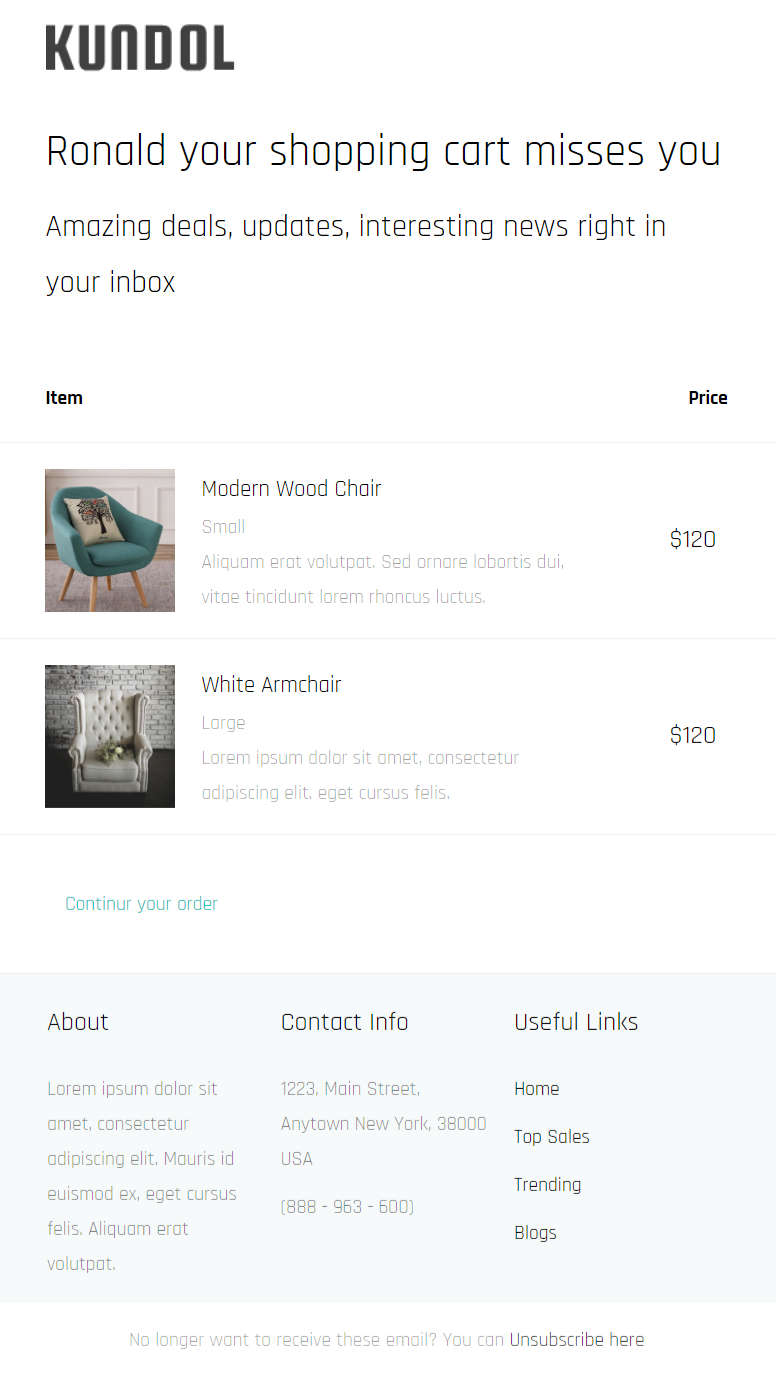 KUNDOL
Ronald your shopping cart misses you
Amazing deals, updates, interesting news right in
your inbox
Item
Price
Modern Wood Chair
Small
Aliquam erat volutpat. Sed ornare lobortis dui,
vitae tincidunt lorem rhoncus luctus.
$120
White Armchair
Large
Lorem ipsum dolor sit amet, consectetur
adipiscing elit. eget cursus felis.
$120
Continur your order
About
Lorem ipsum dolor sit
amet, consectetur
adipiscing elit. Mauris id
euismod ex, eget cursus
felis. Aliquam erat
volutpat.
Contact Info
1223, Main Street,
Anytown New York, 38000
USA
(888 - 963 - 600)
Useful Links
Home
Top Sales
Trending
Blogs
No longer want to receive these email? You can Unsubscribe here